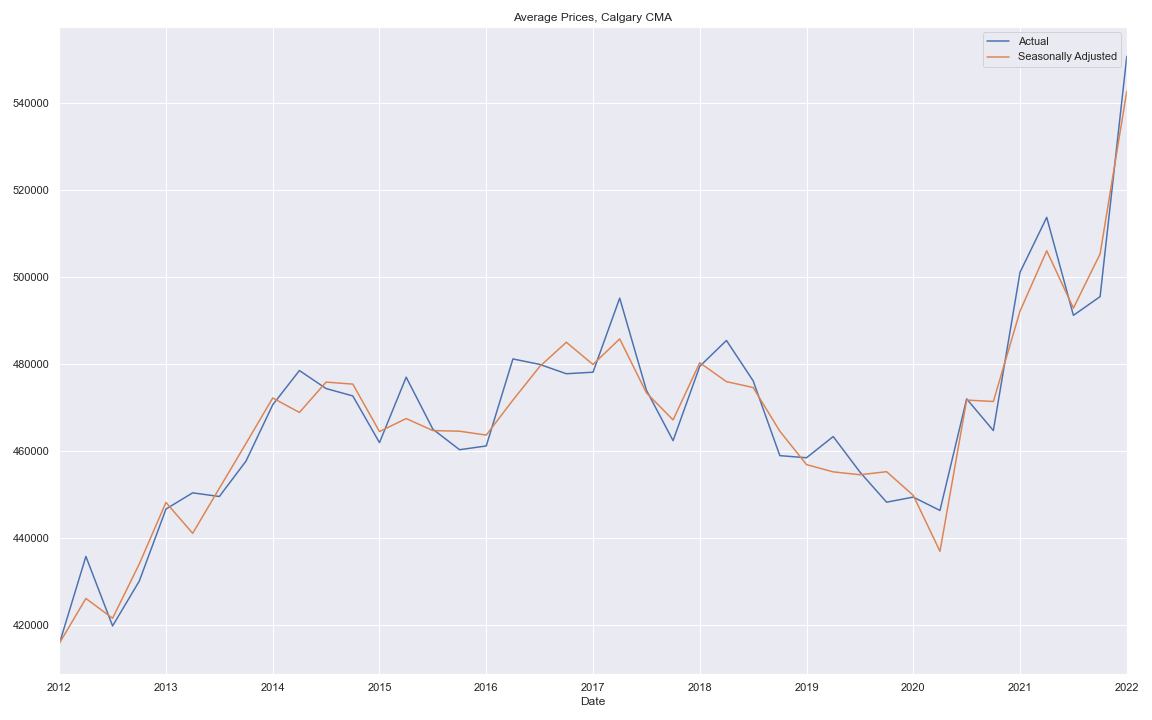 Average Prices, Calgary CMA
Actual
Seasonally Adjusted
540000
520000
500000
480000
460000
440000
420000
2012 2013 2014 2015 2016 2017 2018 2019 2020 2021 2022
Date